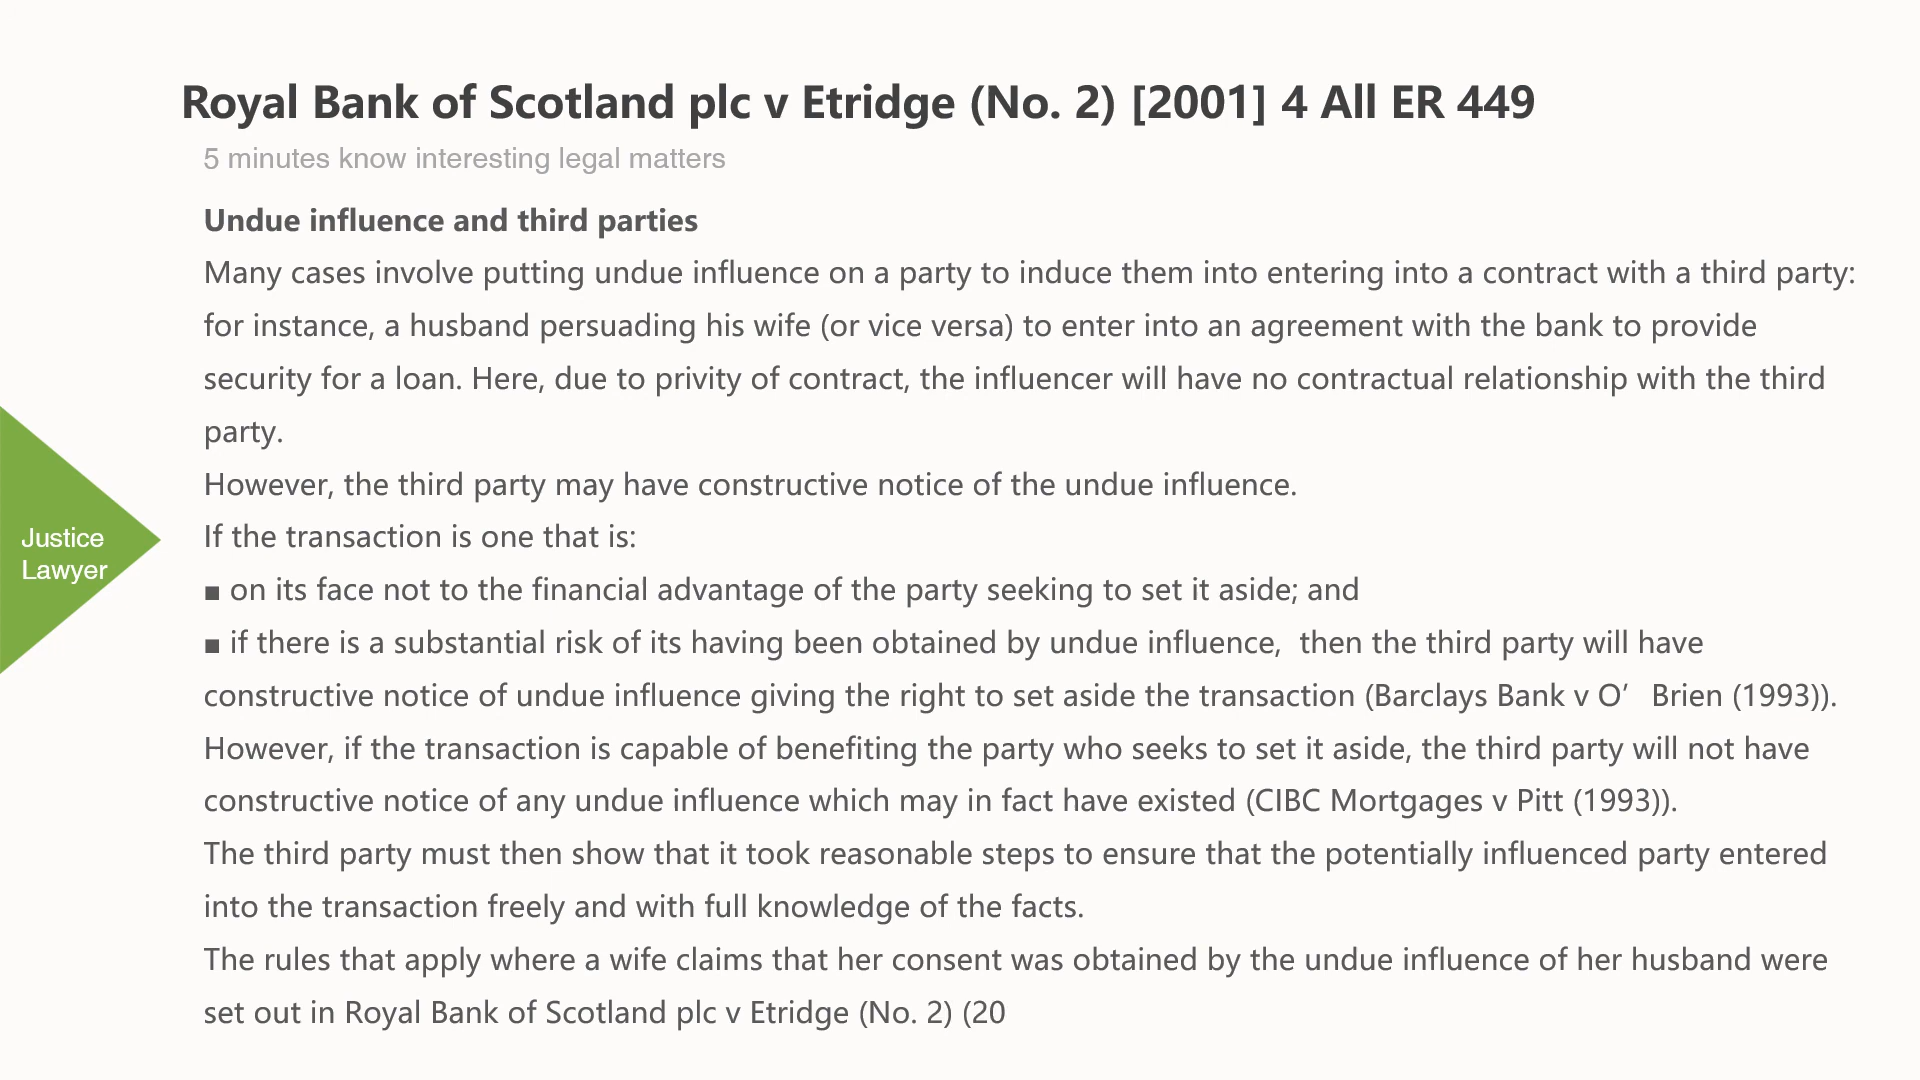 Royal Bank of Scotland plc v Etridge (No. 2) [2001] 4 All ER 449
5 minutes know interesting legal matters
Undue influence and third parties
Many cases involve putting undue influence on a party to induce them into entering into a contract with a third party:
for instance, a husband persuading his wife (or vice versa) to enter into an agreement with the bank to provide
security for a loan. Here, due to privity of contract, the influencer will have no contractual relationship with the third
party.
However, the third party may have constructive notice of the undue influence.
If the transaction is one that is:
■ on its face not to the financial advantage of the party seeking to set it aside; and
■ if there is a substantial risk of its having been obtained by undue influence,  then the third party will have
constructive notice of undue influence giving the right to set aside the transaction (Barclays Bank v O’ Brien (1993)).
However, if the transaction is capable of benefiting the party who seeks to set it aside, the third party will not have
constructive notice of any undue influence which may in fact have existed (CIBC Mortgages v Pitt (1993)).
The third party must then show that it took reasonable steps to ensure that the potentially influenced party entered
into the transaction freely and with full knowledge of the facts.
The rules that apply where a wife claims that her consent was obtained by the undue influence of her husband were
set out in Royal Bank of Scotland plc v Etridge (No. 2) (20
Justice
Lawyer